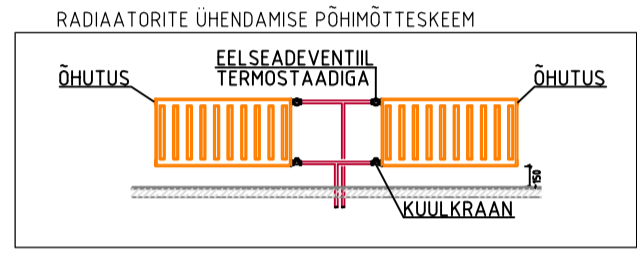 RADIAATORITE ÜHENDAMISE PÕHIMÕTTESKEEM
EELSEADEVENTIIL
TERMOSTAADIGA
ÕHUTUS
ÕHUTUS
~150
KUULKRAAN